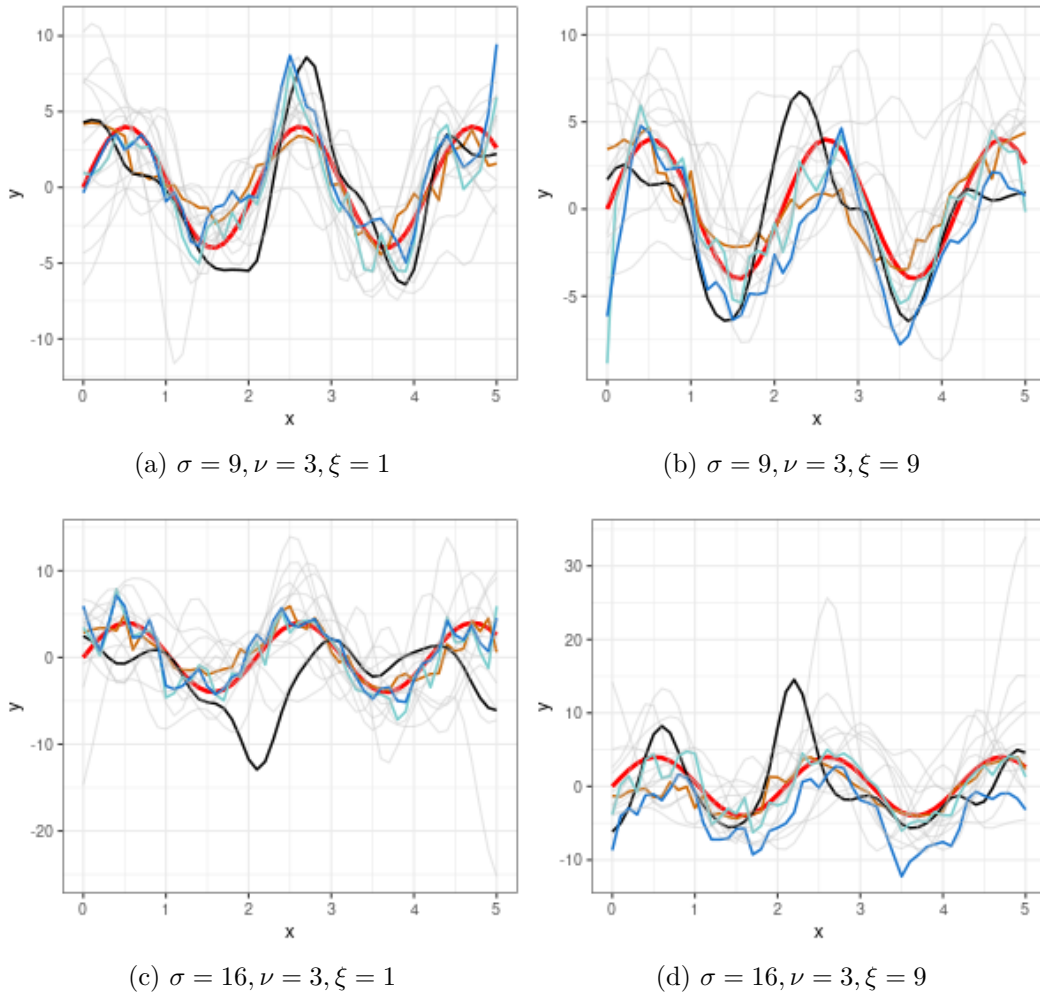 10
5
0
-5
-10
y
0 1 2 3 4 5
x
(a) σ = 9, ν = 3, ξ = 1
10
5
0
-5
y
0 1 2 3 4 5
x
(b) σ = 9, ν = 3, ξ = 9
10
0
-10
-20
y
0 1 2 3 4 5
x
(c) σ = 16, ν = 3, ξ = 1
30
20
10
0
-10
y
0 1 2 3 4 5
x
(d) σ = 16, ν = 3, ξ = 9